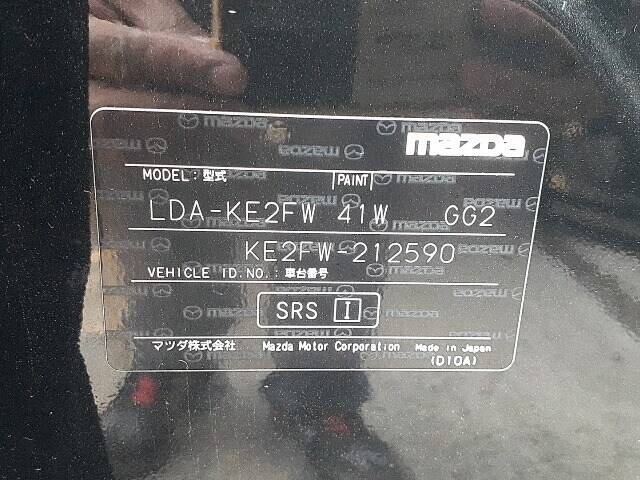 mazda
MODEL:型式 PAINT
LDA-KE2FW 41W GG2
KE2FW-212590
VEHICLE ID.NO.:車台番号
SRS I
マツダ株式会社 Mazda Motor Corporation Made in Japan
(D10A)